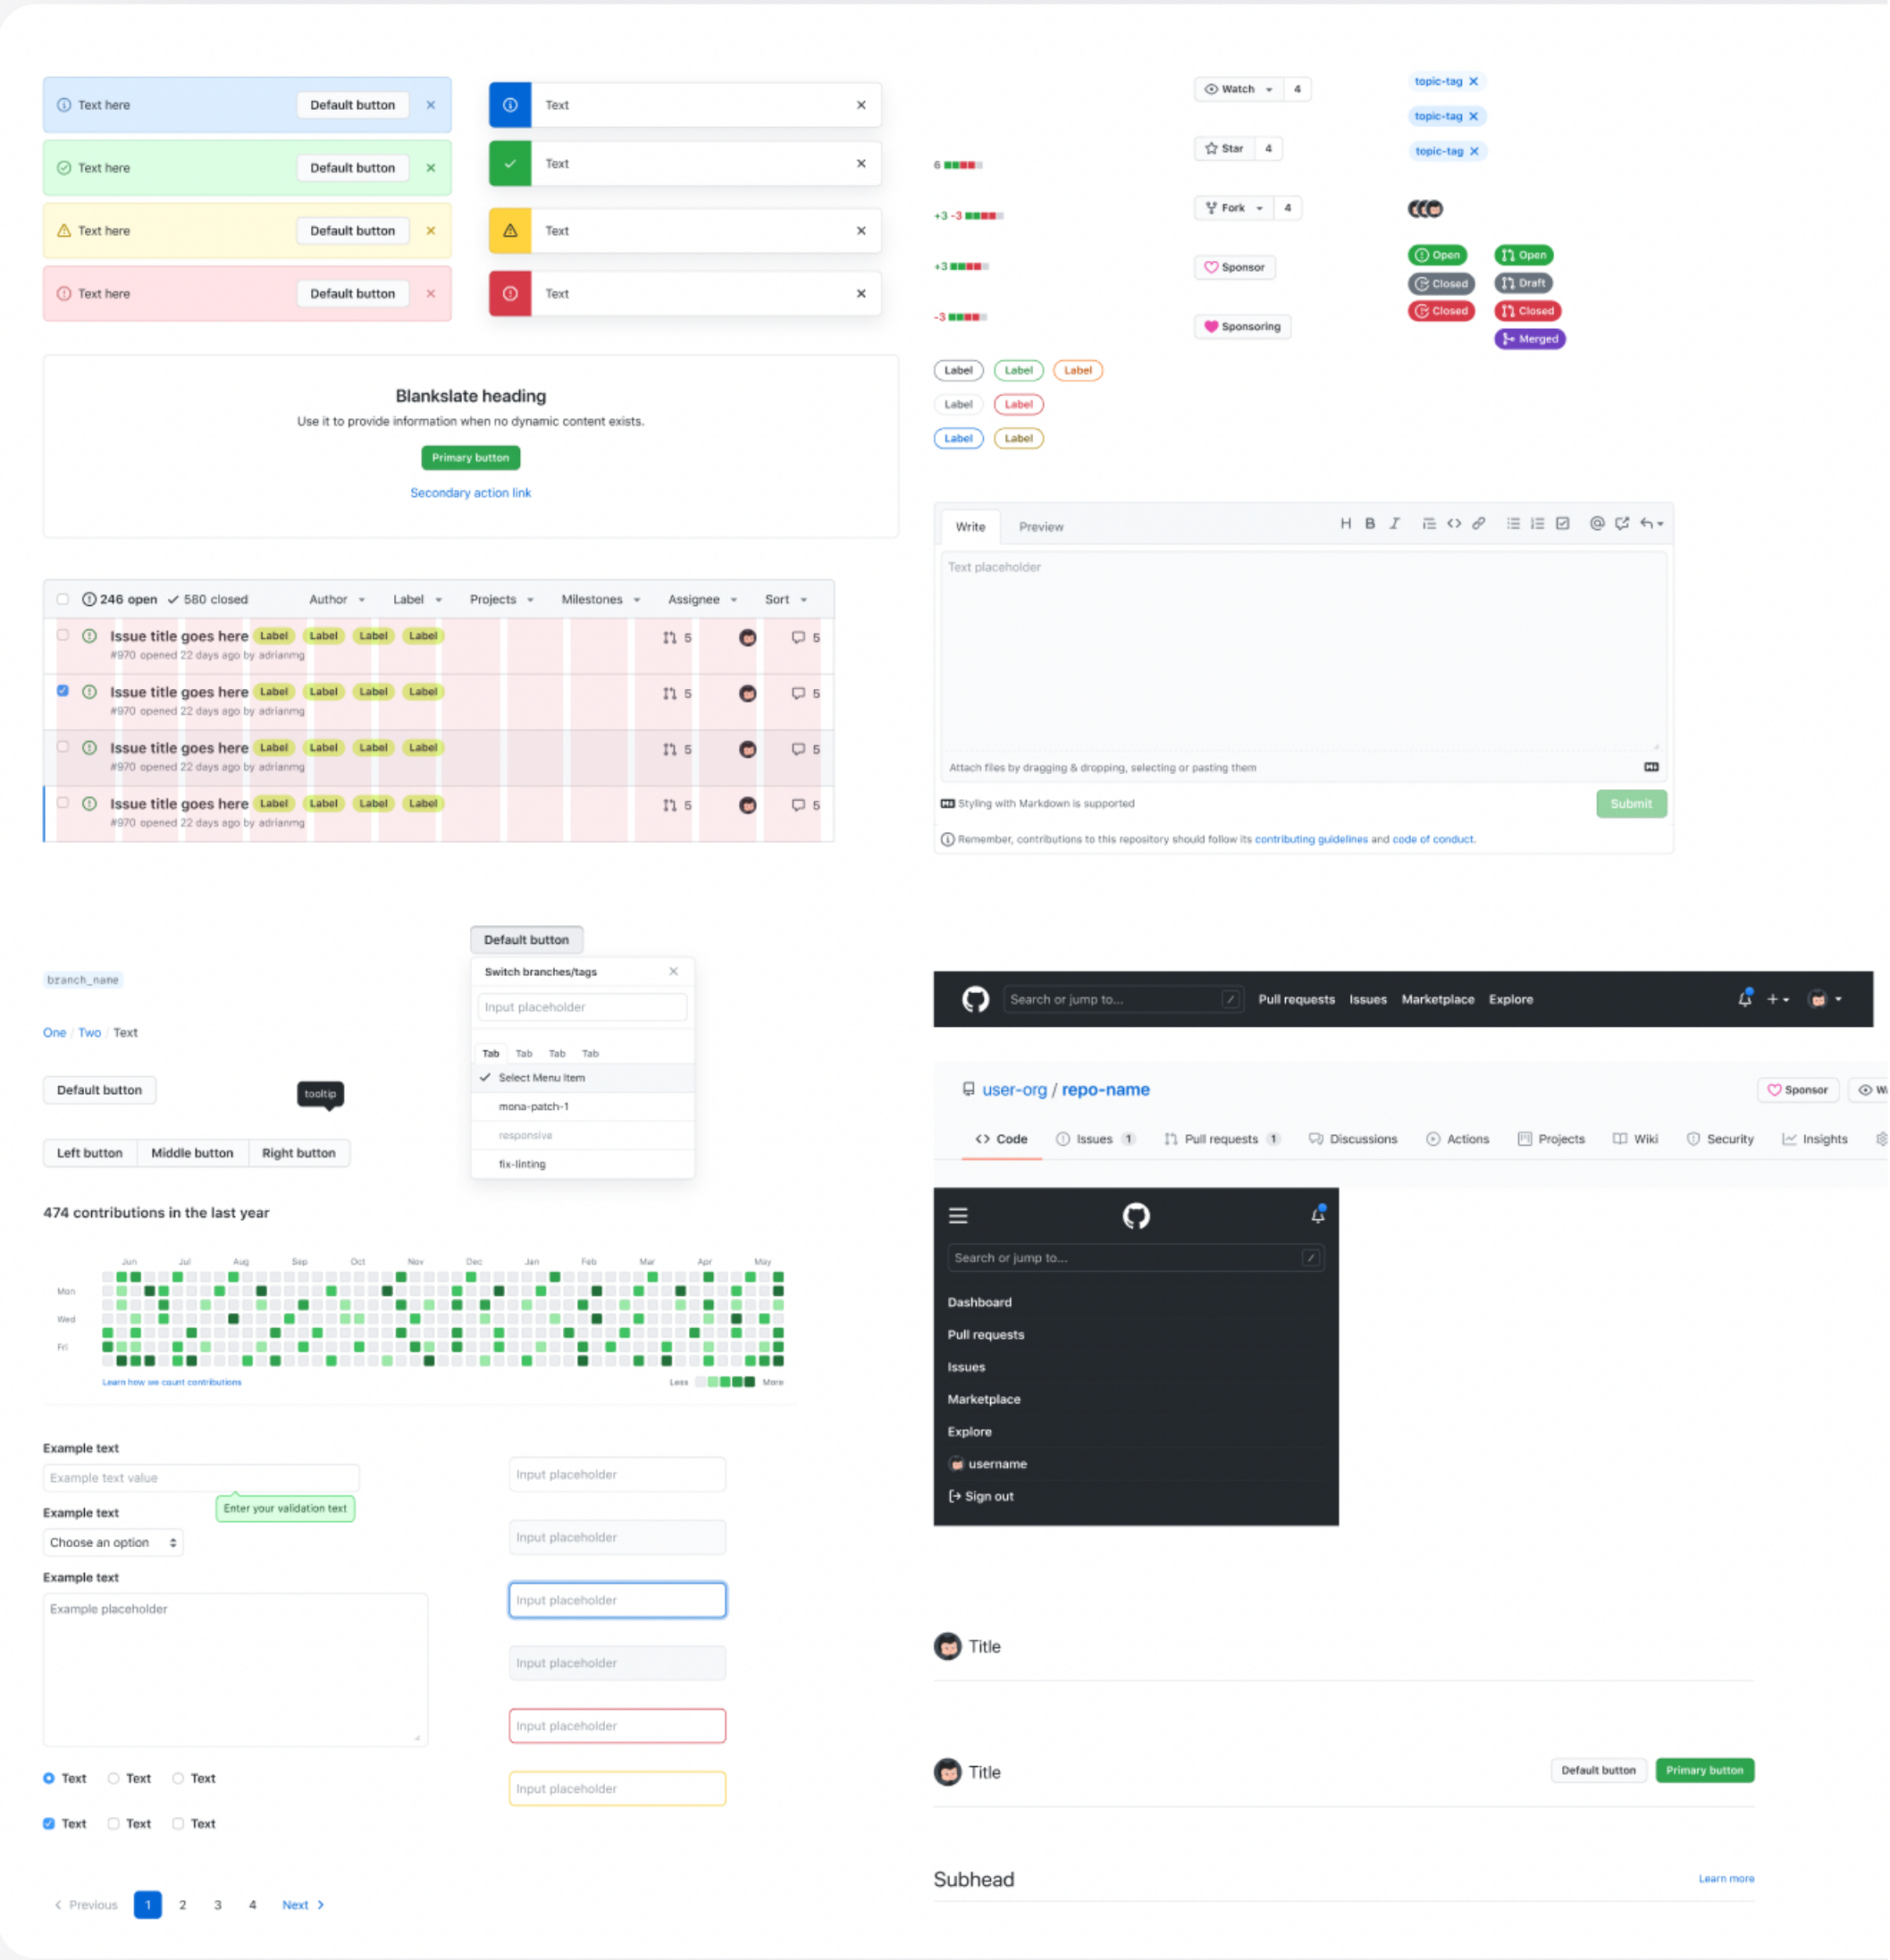 Text here Default button
Text here Default button
Text here Default button
Text here Default button
Text
Text
Text
Text
6
+3 -3
+3
-3
Watch 4
Star 4
Fork 4
Sponsor
Sponsoring
topic-tag
topic-tag
topic-tag
Open Open
Closed Draft
Closed Closed
Merged
Label Label Label
Label Label
Label Label
Blankslate heading
Use it to provide information when no dynamic content exists.
Primary button
Secondary action link
246 open 580 closed Author Label Projects Milestones Assignee Sort
Issue title goes here Label Label Label Label 5 5
#970 opened 22 days ago by adrianmg
Issue title goes here Label Label Label Label 5 5
#970 opened 22 days ago by adrianmg
Issue title goes here Label Label Label Label 5 5
#970 opened 22 days ago by adrianmg
Issue title goes here Label Label Label Label 5 5
#970 opened 22 days ago by adrianmg
Write Preview H B I
Text placeholder
Attach files by dragging & dropping, selecting or pasting them
Styling with Markdown is supported
Submit
Remember, contributions to this repository should follow its contributing guidelines and code of conduct.
branch_name
One / Two / Text
Default button
tooltip
Left button Middle button Right button
Default button
Switch branches/tags
Input placeholder
Tab Tab Tab Tab
Select Menu Item
mona-patch-1
responsive
fix-linting
474 contributions in the last year
Jun Jul Aug Sep Oct Nov Dec Jan Feb Mar Apr May
Mon
Wed
Fri
Learn how we count contributions
Less More
Search or jump to... / Pull requests Issues Marketplace Explore
user-org / repo-name Sponsor W
Code Issues 1 Pull requests 1 Discussions Actions Projects Wiki Security Insights
Search or jump to... /
Dashboard
Pull requests
Issues
Marketplace
Explore
username
Sign out
Example text
Example text value
Enter your validation text
Example text
Choose an option
Example text
Example placeholder
Text Text Text
Text Text Text
Previous 1 2 3 4 Next
Input placeholder
Input placeholder
Input placeholder
Input placeholder
Input placeholder
Input placeholder
Title
Title Default button Primary button
Subhead Learn more